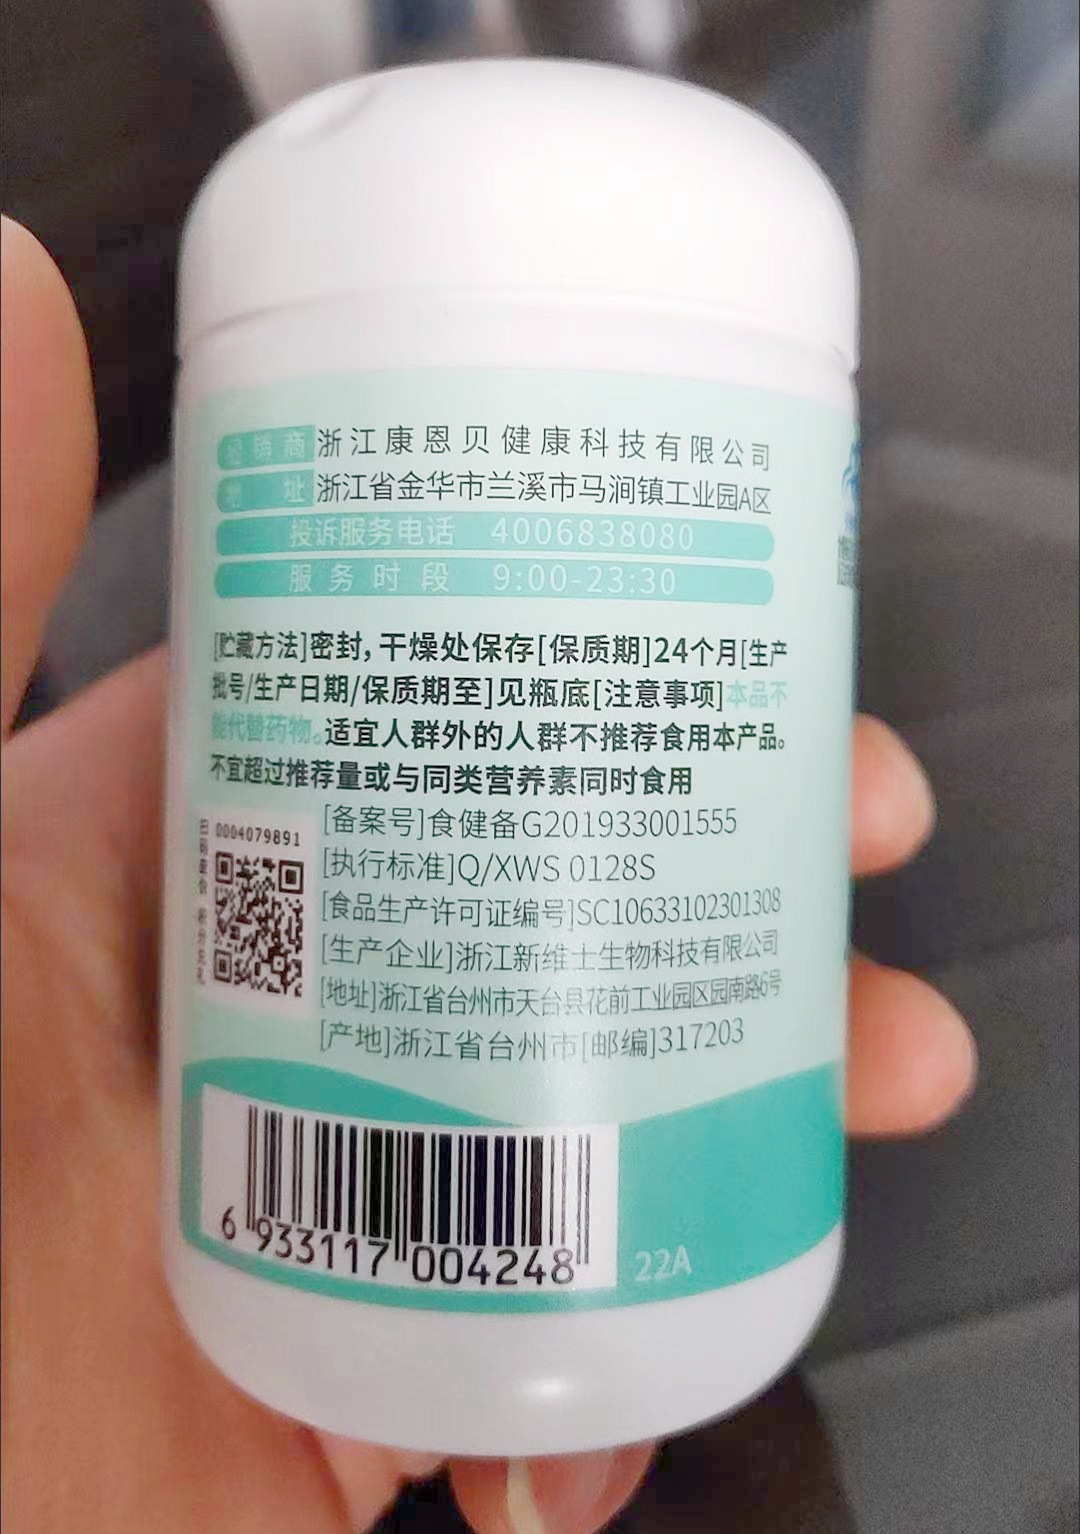 经销商 浙江康恩贝健康科技有限公司
地址 浙江省金华市兰溪市马涧镇工业园A区
投诉服务电话 4006838080
服务时段 9:00-23:30
[贮藏方法]密封，干燥处保存[保质期]24个月[生产
批号/生产日期/保质期至]见瓶底[注意事项]本品不
能代替药物。适宜人群外的人群不推荐食用本产品。
不宜超过推荐量或与同类营养素同时食用
[备案号]食健备G201933001555
[执行标准]Q/XWS 0128S
[食品生产许可证编号]SC10633102301308
[生产企业]浙江新维士生物科技有限公司
[地址]浙江省台州市天台县花前工业园区园南路6号
[产地]浙江省台州市[邮编]317203
0004079891
6 933117 004248
22A